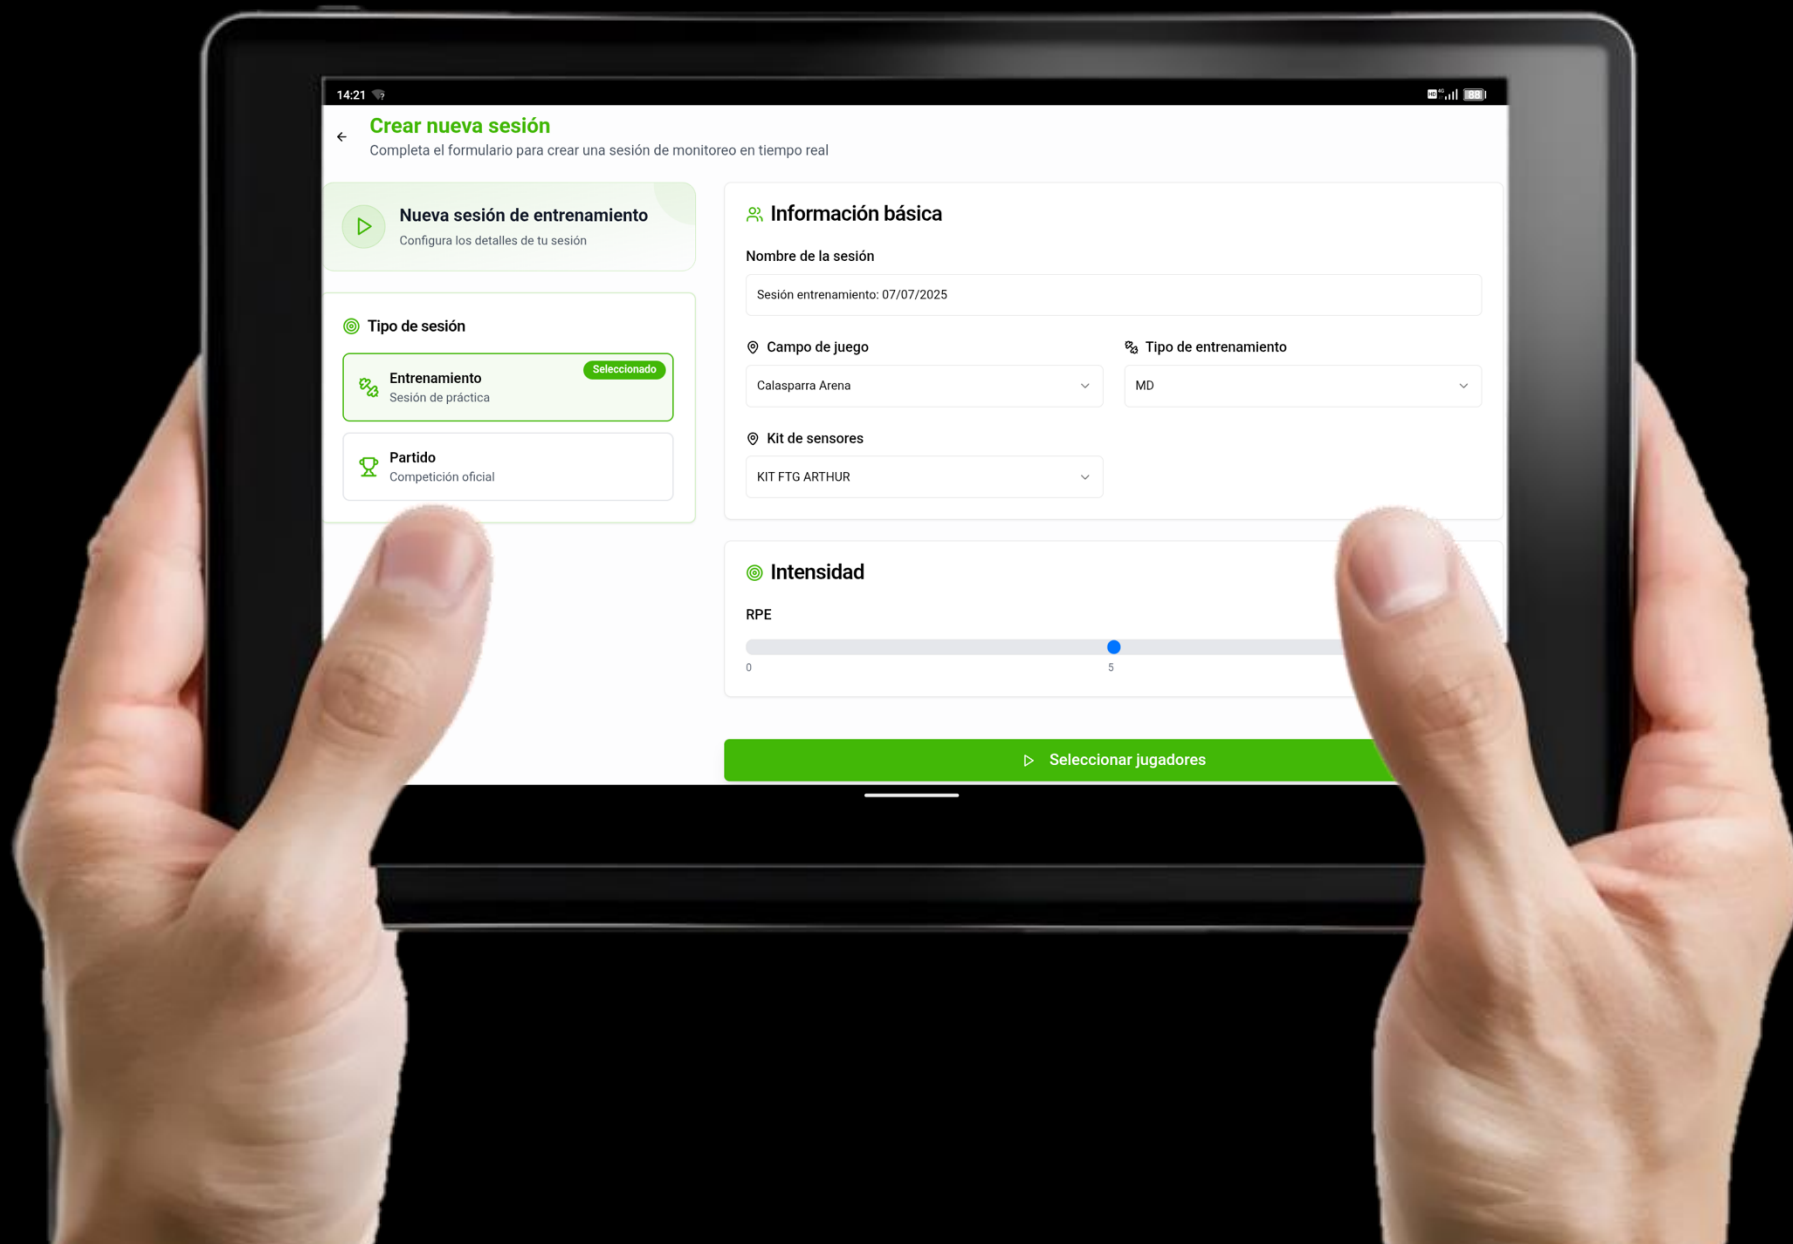 14:21
88
Crear nueva sesión
Completa el formulario para crear una sesión de monitoreo en tiempo real
Nueva sesión de entrenamiento
Configura los detalles de tu sesión
Tipo de sesión
Entrenamiento
Seleccionado
Sesión de práctica
Partido
Competición oficial
Información básica
Nombre de la sesión
Sesión entrenamiento: 07/07/2025
Campo de juego
Calasparra Arena
Tipo de entrenamiento
MD
Kit de sensores
KIT FTG ARTHUR
Intensidad
RPE
0
5
Seleccionar jugadores